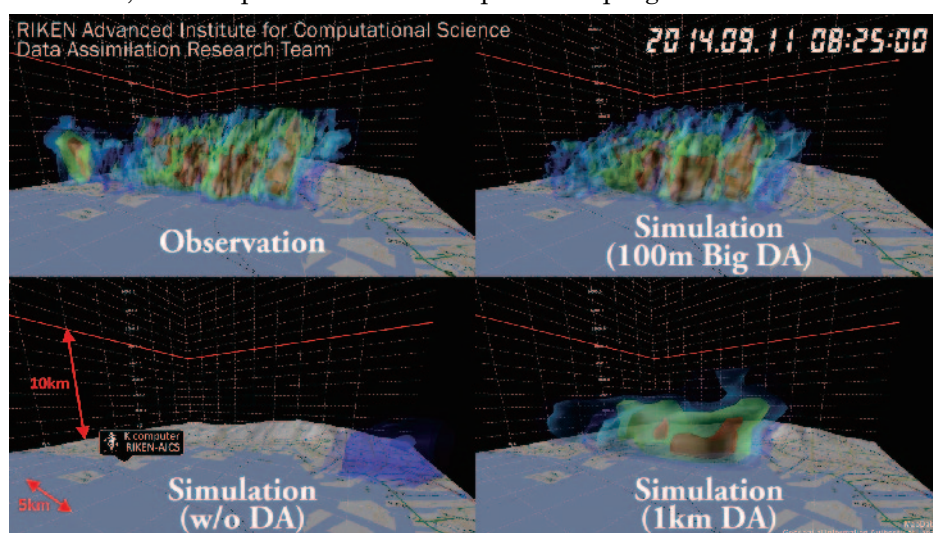 RIKEN Advanced Institute for Computational Science
Data Assimilation Research Team
2014.09.11 08:25:00
Observation
Simulation
(100m Big DA)
10km
K computer
RIKEN-AICS
5km
Simulation
(w/o DA)
Simulation
(1km DA)